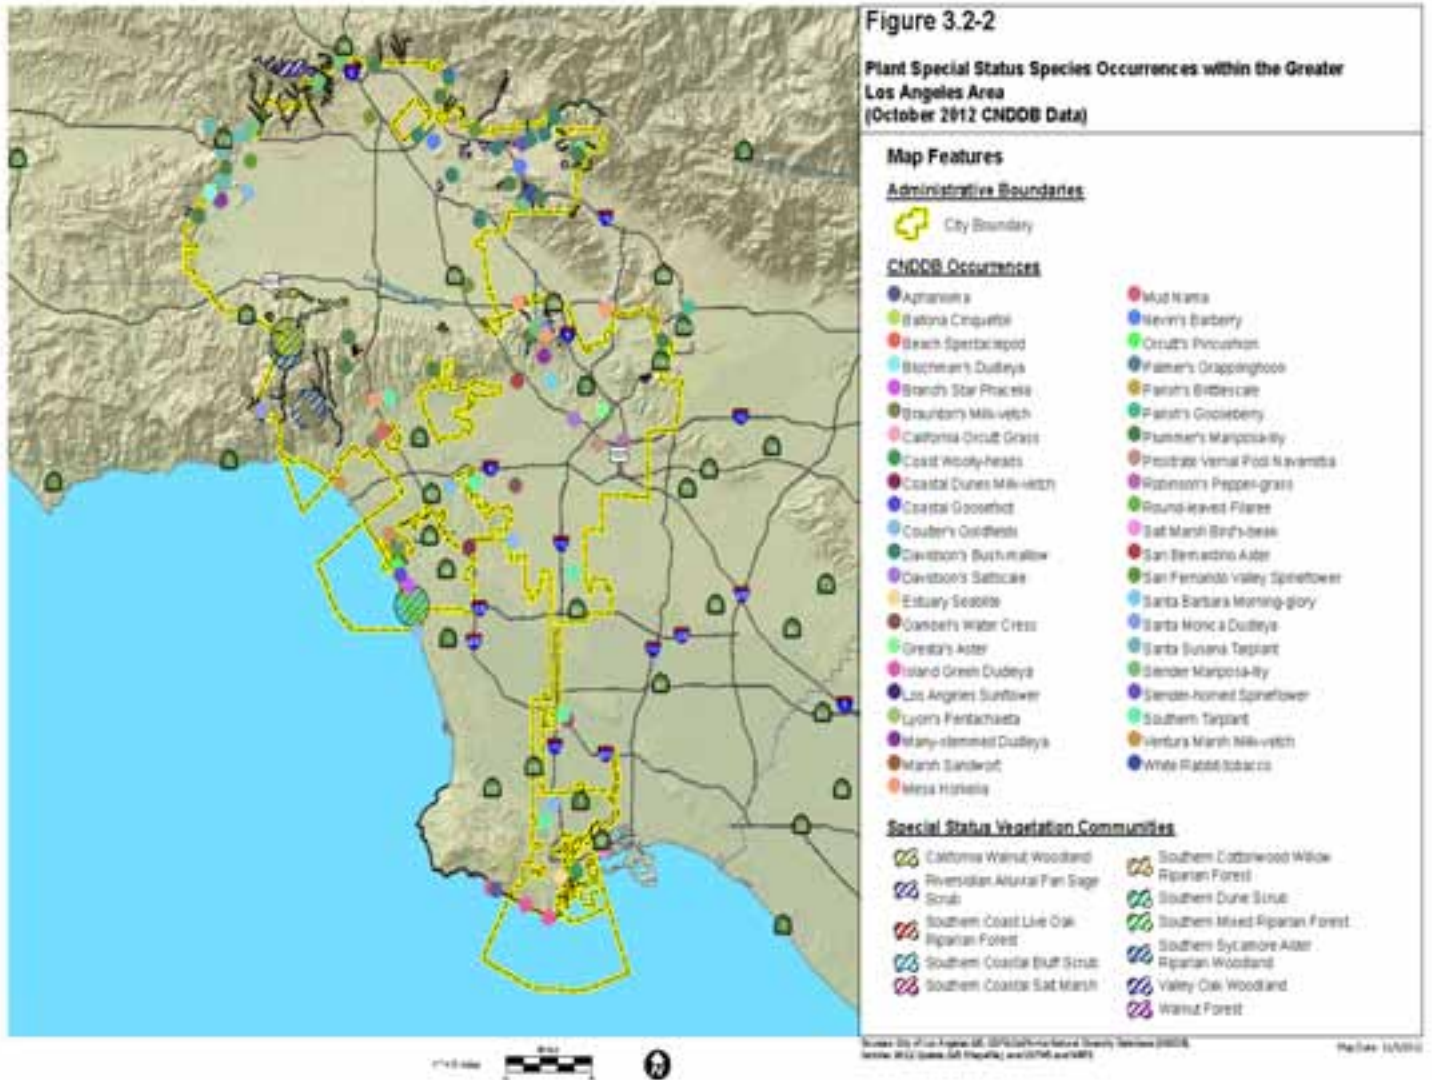 Figure 3.2-2
Plant Special Status Species Occurrences within the Greater
Los Angeles Area
(October 2012 CNDDB Data)
Map Features
Administrative Boundaries
City Boundary
CNDDB Occurrences
Aphanisma
Ballona Cinquefoil
Beach Spectaclepod
Blochman's Dudleya
Brand's Star Phacelia
Braunton's Milk-vetch
California Orcutt Grass
Coast Wooly-heads
Coastal Dunes Milk-vetch
Coastal Goosefoot
Coulter's Goldfields
Davidson's Bush-mallow
Davidson's Saltscale
Estuary Seablite
Gambel's Water Cress
Greata's Aster
Island Green Dudleya
Los Angeles Sunflower
Lyon's Pentachaeta
Many-stemmed Dudleya
Marsh Sandwort
Mesa Horkelia
Mud Nama
Nevin's Barberry
Orcutt's Pincushion
Palmer's Grapplinghook
Parish's Brittlescale
Parish's Gooseberry
Plummer's Mariposa-lily
Prostrate Vernal Pool Navarretia
Robinson's Pepper-grass
Round-leaved Filaree
Salt Marsh Bird's-beak
San Bernardino Aster
San Fernando Valley Spineflower
Santa Barbara Morning-glory
Santa Monica Dudleya
Santa Susana Tarplant
Slender Mariposa-lily
Slender-horned Spineflower
Southern Tarplant
Ventura Marsh Milk-vetch
White Rabbit-tobacco
Special Status Vegetation Communities
California Walnut Woodland
Riversidian Alluvial Fan Sage
Scrub
Southern Coast Live Oak
Riparian Forest
Southern Coastal Bluff Scrub
Southern Coastal Salt Marsh
Southern Cottonwood Willow
Riparian Forest
Southern Dune Scrub
Southern Mixed Riparian Forest
Southern Sycamore Alder
Riparian Woodland
Valley Oak Woodland
Walnut Forest